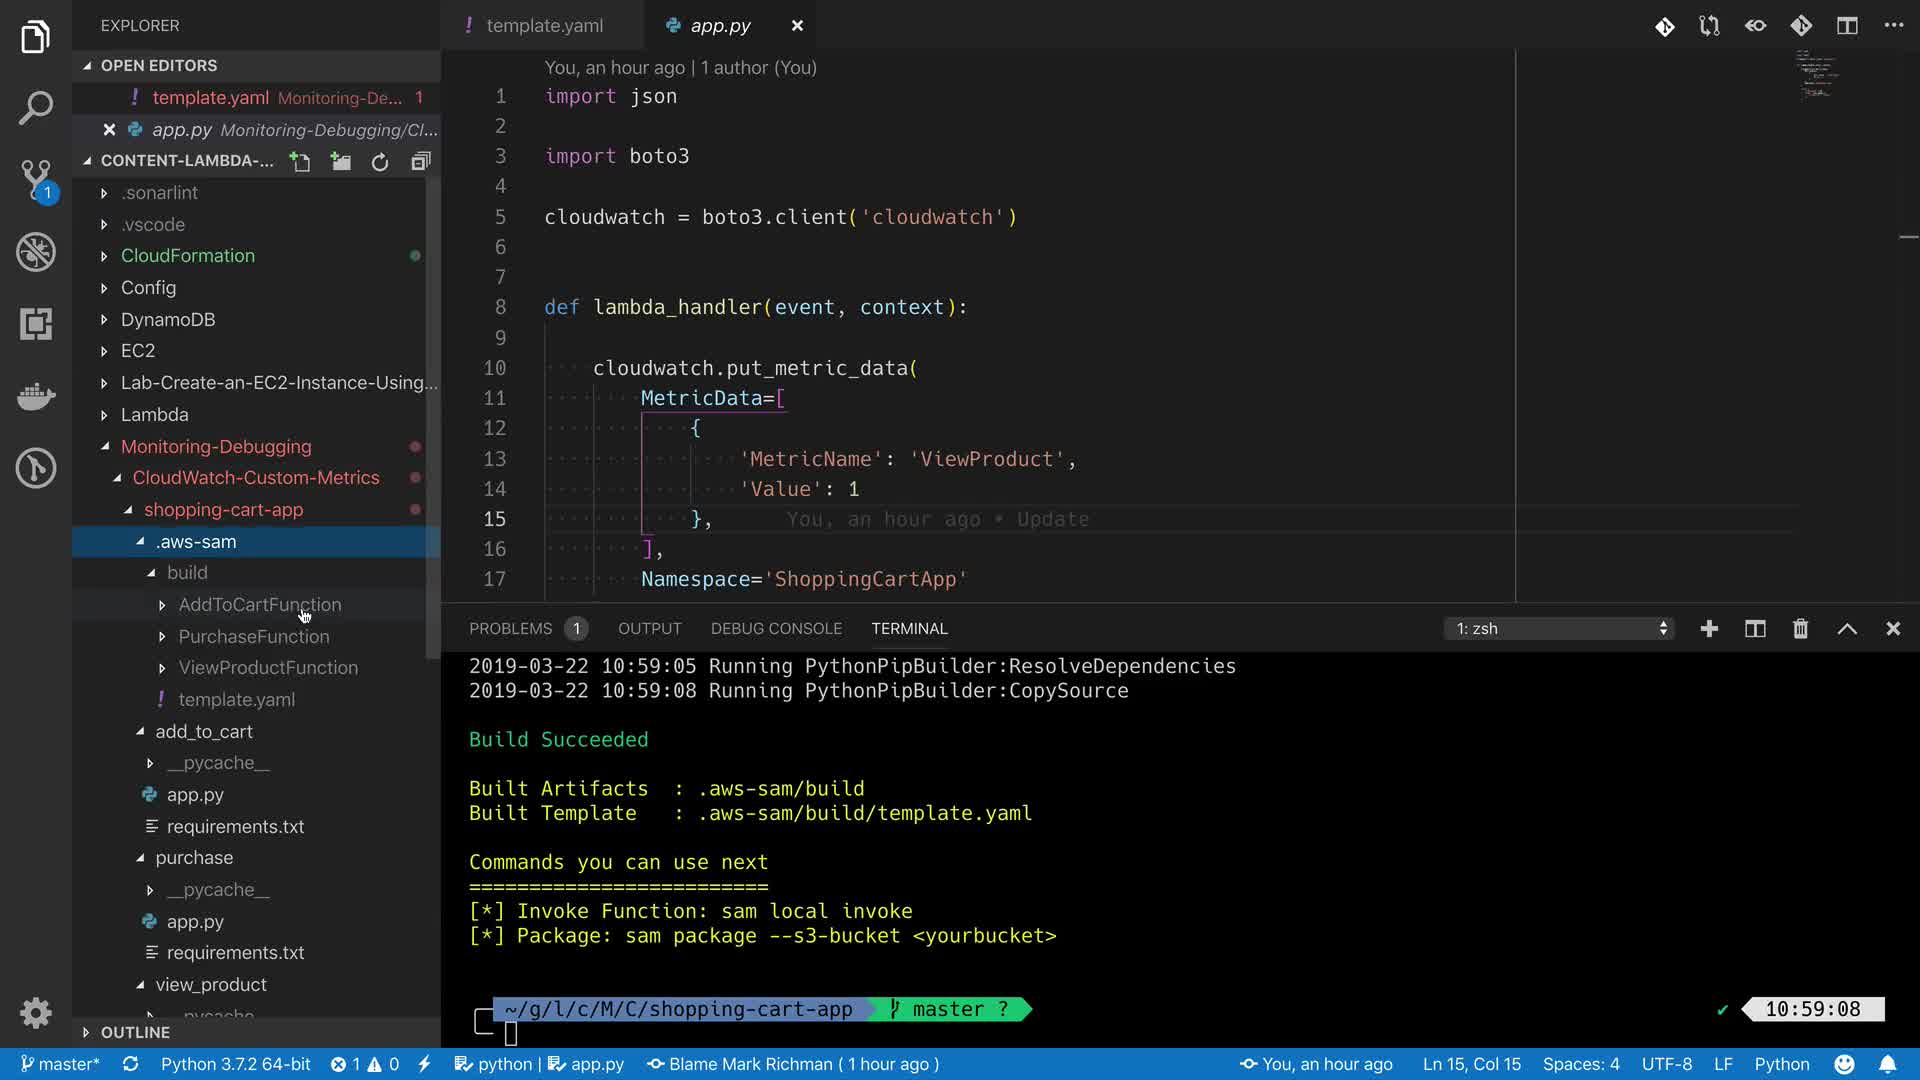 EXPLORER
OPEN EDITORS
template.yaml Monitoring-De... 1
app.py Monitoring-Debugging/Cl...
CONTENT-LAMBDA-...
.sonarlint
.vscode
CloudFormation
Config
DynamoDB
EC2
Lab-Create-an-EC2-Instance-Using...
Lambda
Monitoring-Debugging
CloudWatch-Custom-Metrics
shopping-cart-app
.aws-sam
build
AddToCartFunction
PurchaseFunction
ViewProductFunction
template.yaml
add_to_cart
__pycache__
app.py
requirements.txt
purchase
__pycache__
app.py
requirements.txt
view_product
__pycache__
OUTLINE
1
template.yaml
app.py
You, an hour ago | 1 author (You)
1 import json
2
3 import boto3
4
5 cloudwatch = boto3.client('cloudwatch')
6
7
8 def lambda_handler(event, context):
9
10 cloudwatch.put_metric_data(
11 MetricData=[
12 {
13 'MetricName': 'ViewProduct',
14 'Value': 1
15 }, You, an hour ago • Update
16 ],
17 Namespace='ShoppingCartApp'
PROBLEMS 1 OUTPUT DEBUG CONSOLE TERMINAL 1: zsh
2019-03-22 10:59:05 Running PythonPipBuilder:ResolveDependencies
2019-03-22 10:59:08 Running PythonPipBuilder:CopySource
Build Succeeded
Built Artifacts : .aws-sam/build
Built Template : .aws-sam/build/template.yaml
Commands you can use next
=========================
[*] Invoke Function: sam local invoke
[*] Package: sam package --s3-bucket <yourbucket>
~/g/l/c/M/C/shopping-cart-app master ? ✔ 10:59:08
master* Python 3.7.2 64-bit 1 0 python | app.py Blame Mark Richman ( 1 hour ago ) You, an hour ago Ln 15, Col 15 Spaces: 4 UTF-8 LF Python